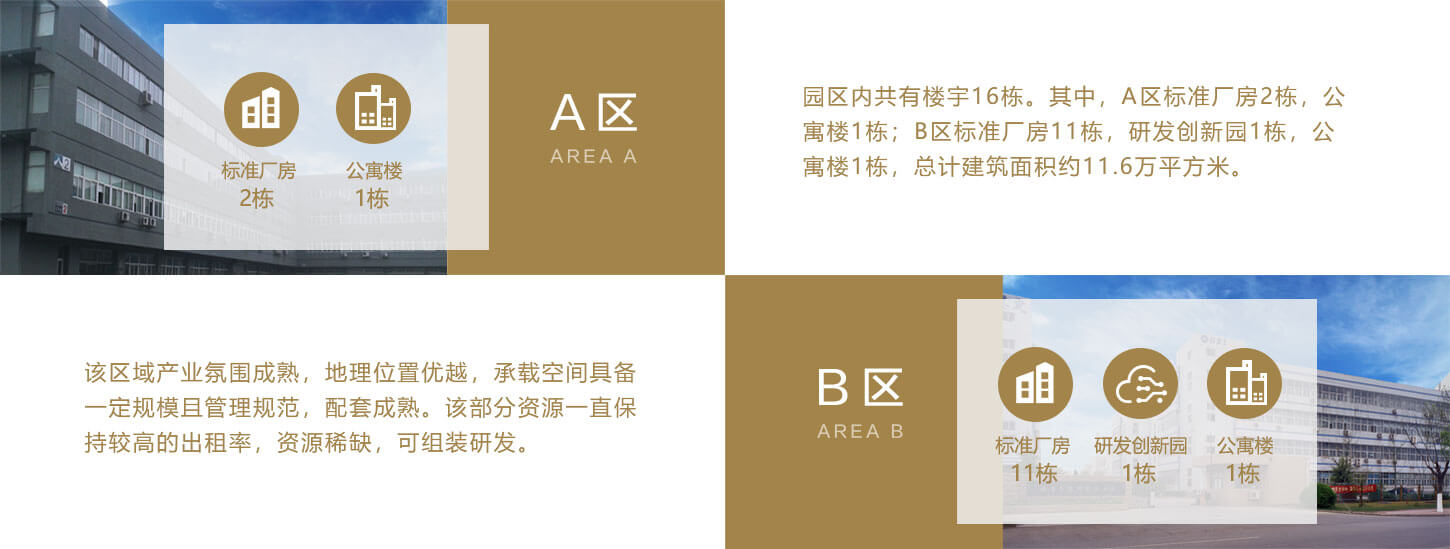 标准厂房
2栋
公寓楼
1栋
A区
AREA A
园区内共有楼宇16栋。其中，A区标准厂房2栋，公
寓楼1栋；B区标准厂房11栋，研发创新园1栋，公
寓楼1栋，总计建筑面积约11.6万平方米。
该区域产业氛围成熟，地理位置优越，承载空间具备
一定规模且管理规范，配套成熟。该部分资源一直保
持较高的出租率，资源稀缺，可组装研发。
B区
AREA B
标准厂房
11栋
研发创新园
1栋
公寓楼
1栋